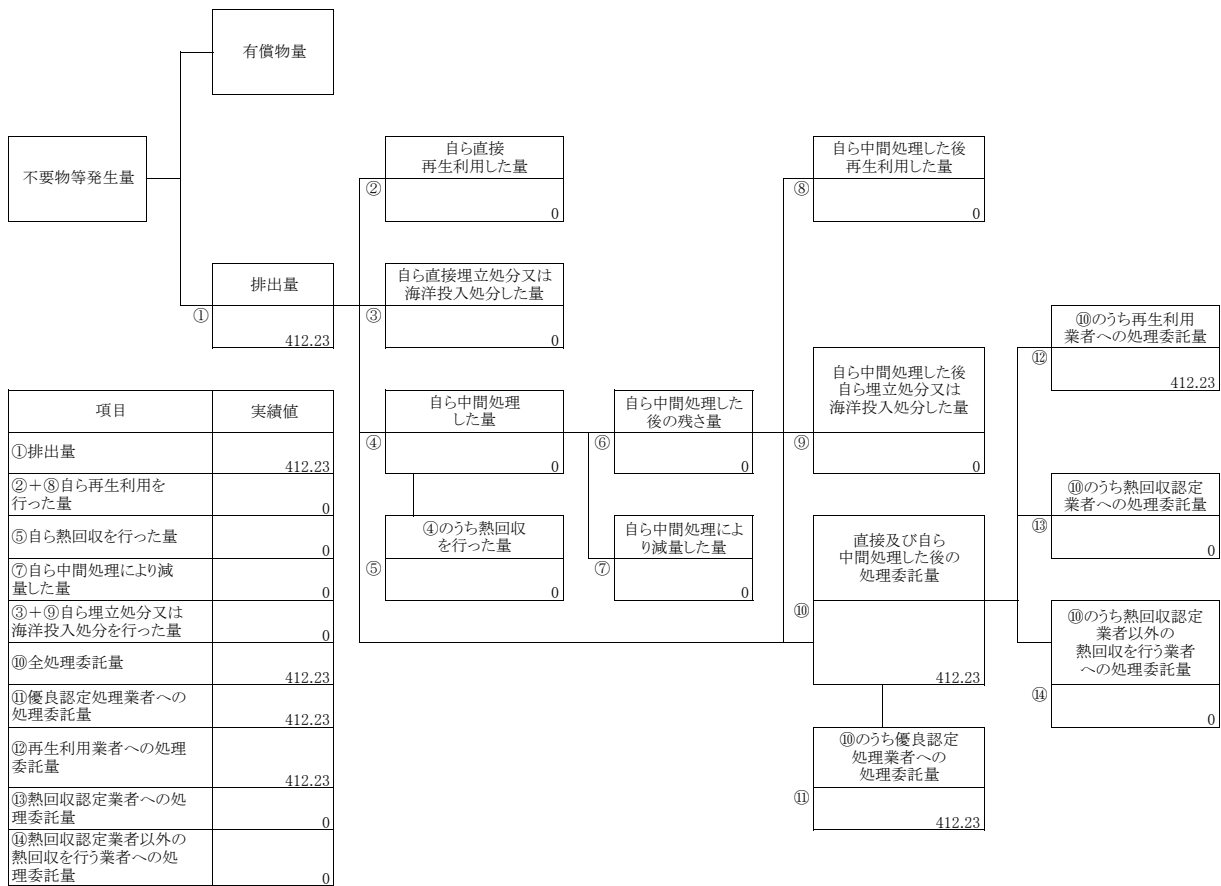 有償物量
不要物等発生量
排出量
①
412.23
自ら直接
再生利用した量
②
0
自ら直接埋立処分又は
海洋投入処分した量
③
0
自ら中間処理
した量
④
0
④のうち熱回収
を行った量
⑤
0
自ら中間処理した
後の残さ量
⑥
0
自ら中間処理によ
り減量した量
⑦
0
自ら中間処理した後
再生利用した量
⑧
0
自ら中間処理した後
自ら埋立処分又は
海洋投入処分した量
⑨
0
直接及び自ら
中間処理した後の
処理委託量
⑩
412.23
⑩のうち優良認定
処理業者への
処理委託量
⑪
412.23
⑩のうち再生利用
業者への処理委託量
⑫
412.23
⑩のうち熱回収認定
業者への処理委託量
⑬
0
⑩のうち熱回収認定
業者以外の
熱回収を行う業者
への処理委託量
⑭
0
項目 実績値
①排出量
412.23
②+⑧自ら再生利用を
行った量
0
⑤自ら熱回収を行った量
0
⑦自ら中間処理により減
量した量
0
③+⑨自ら埋立処分又は
海洋投入処分を行った量
0
⑩全処理委託量
412.23
⑪優良認定処理業者への
処理委託量
412.23
⑫再生利用業者への処理
委託量
412.23
⑬熱回収認定業者への処
理委託量
0
⑭熱回収認定業者以外の
熱回収を行う業者への処
理委託量
0